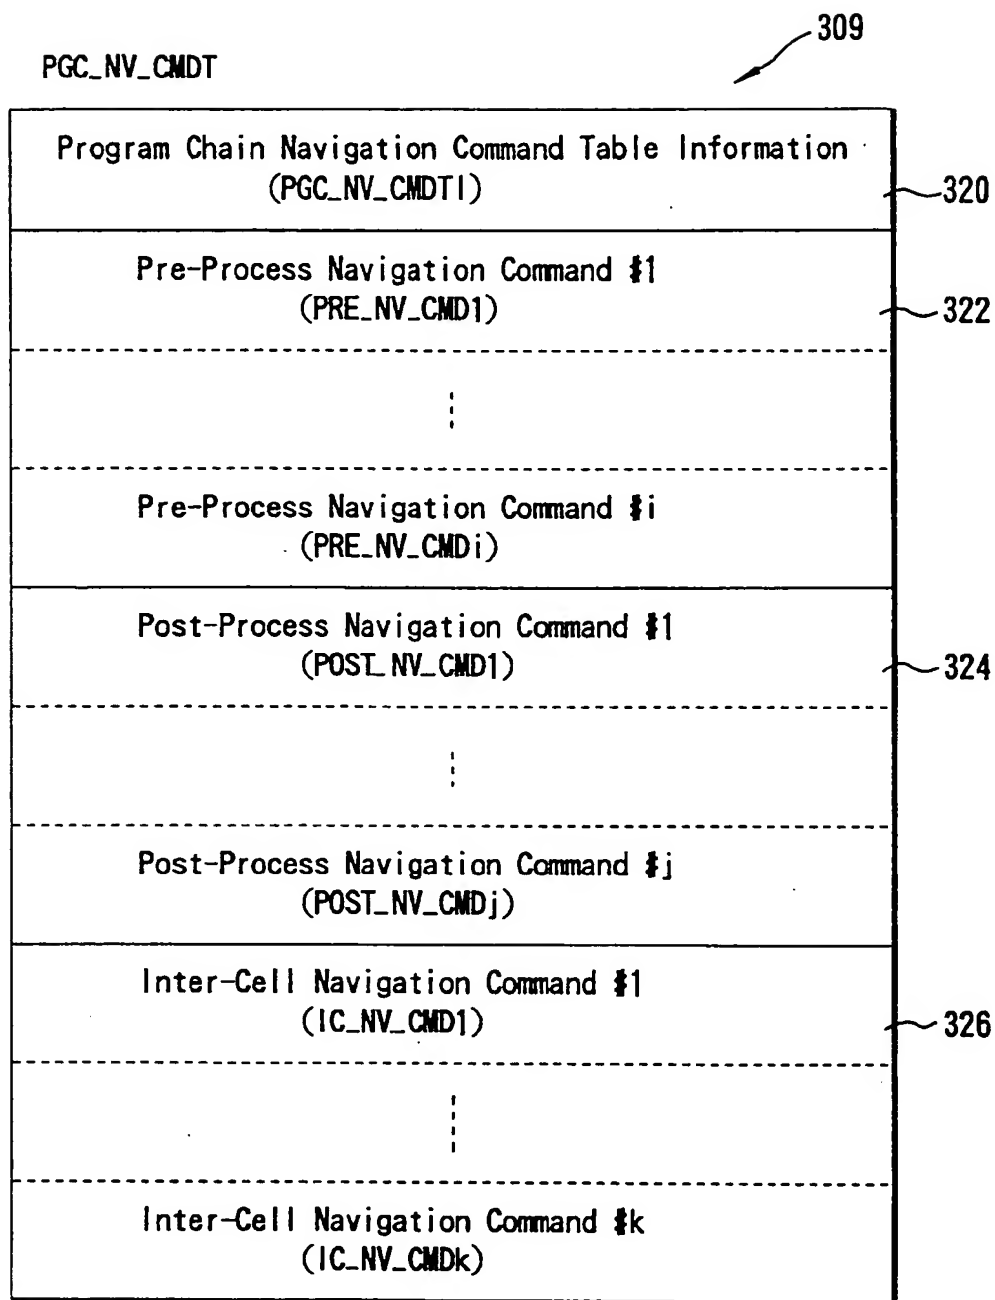 309
PGC_NV_CMDT
Program Chain Navigation Command Table Information
(PGC_NV_CMDTI)
320
Pre-Process Navigation Command #1
(PRE_NV_CMD1)
322
Pre-Process Navigation Command #i
(PRE_NV_CMDi)
Post-Process Navigation Command #1
(POST_NV_CMD1)
324
Post-Process Navigation Command #j
(POST_NV_CMDj)
Inter-Cell Navigation Command #1
(IC_NV_CMD1)
326
Inter-Cell Navigation Command #k
(IC_NV_CMDk)